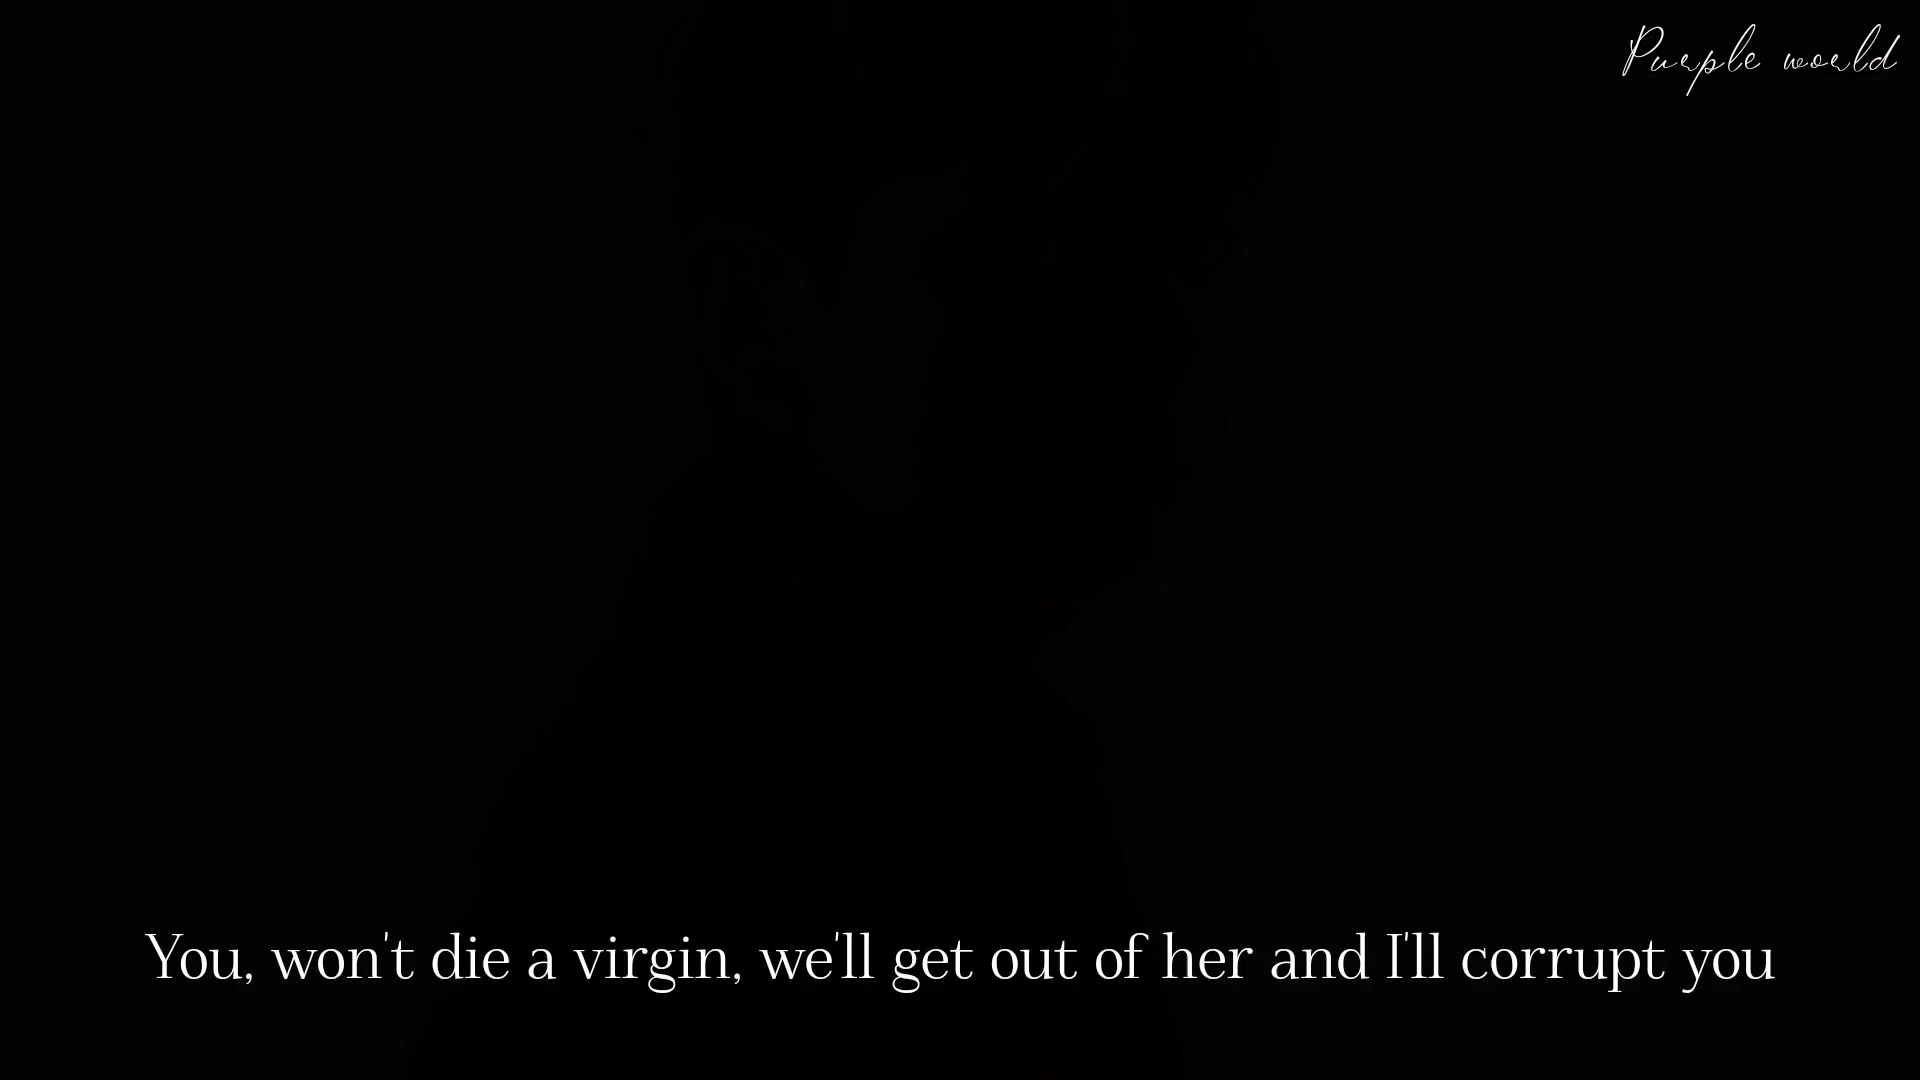 Purple world
You, won't die a virgin, we'll get out of her and I'll corrupt you